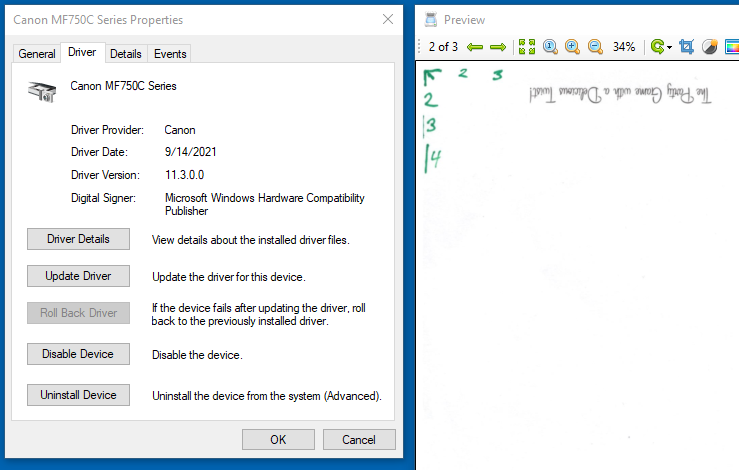 Canon MF750C Series Properties
General Driver Details Events
Canon MF750C Series
Driver Provider: Canon
Driver Date: 9/14/2021
Driver Version: 11.3.0.0
Digital Signer: Microsoft Windows Hardware Compatibility
Publisher
Driver Details View details about the installed driver files.
Update Driver Update the driver for this device.
Roll Back Driver If the device fails after updating the driver, roll
back to the previously installed driver.
Disable Device Disable the device.
Uninstall Device Uninstall the device from the system (Advanced).
OK Cancel
Preview
2 of 3 34%
2 3
2
3
4
The Party Game with a Delicious Twist!